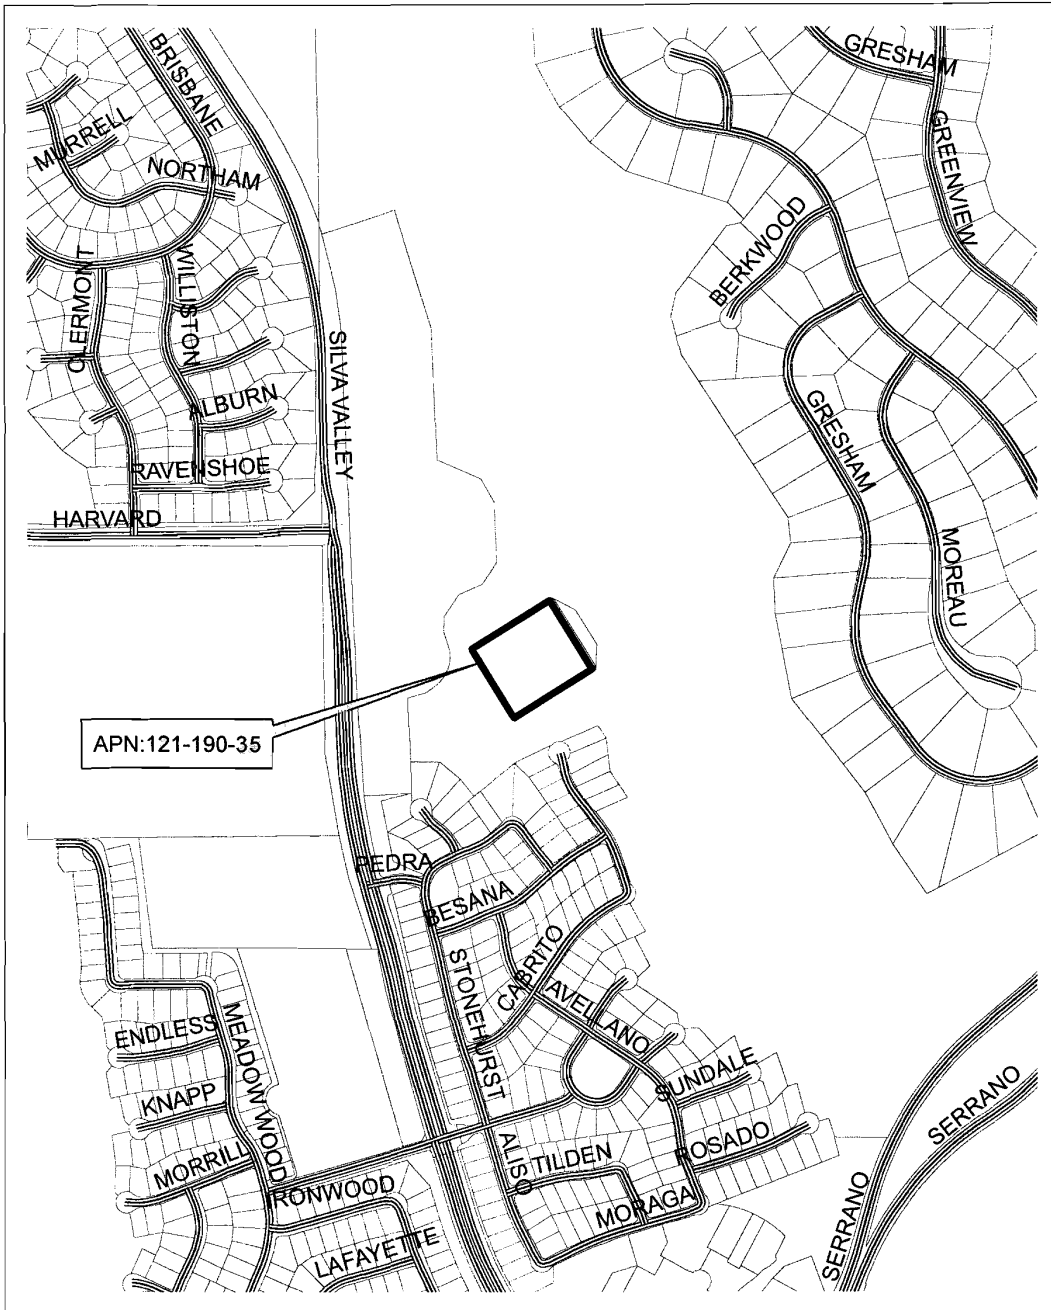 BRISBANE
GRESHAM
MURRELL
GREENVIEW
NORTHAM
BERKWOOD
CLERMONT
WILLISTON
SILVA VALLEY
ALBURN
GRESHAM
RAVENSHOE
HARVARD
MOREAU
APN:121-190-35
PEDRA
BESANA
STONEHURST
CABRITO
AVELLANO
ENDLESS
MEADOW WOOD
SUNDALE
SERRANO
KNAPP
ROSADO
MORRILL
ALISO
TILDEN
IRONWOOD
MORAGA
SERRANO
LAFAYETTE